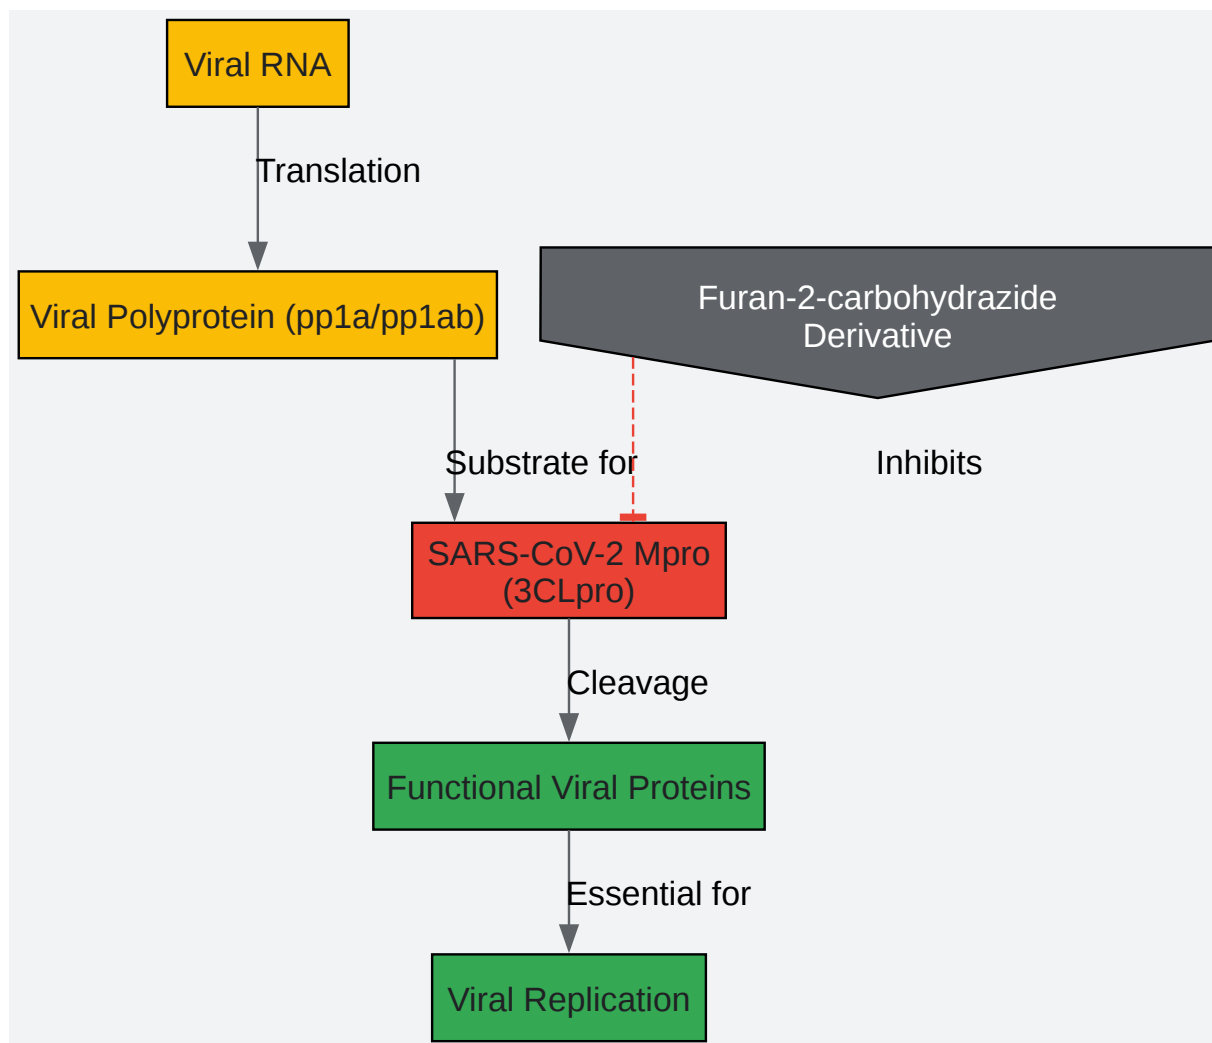 Viral RNA
Translation
Viral Polyprotein (pp1a/pp1ab)
Furan-2-carbohydrazide
Derivative
Substrate for
Inhibits
SARS-CoV-2 Mpro
(3CLpro)
Cleavage
Functional Viral Proteins
Essential for
Viral Replication